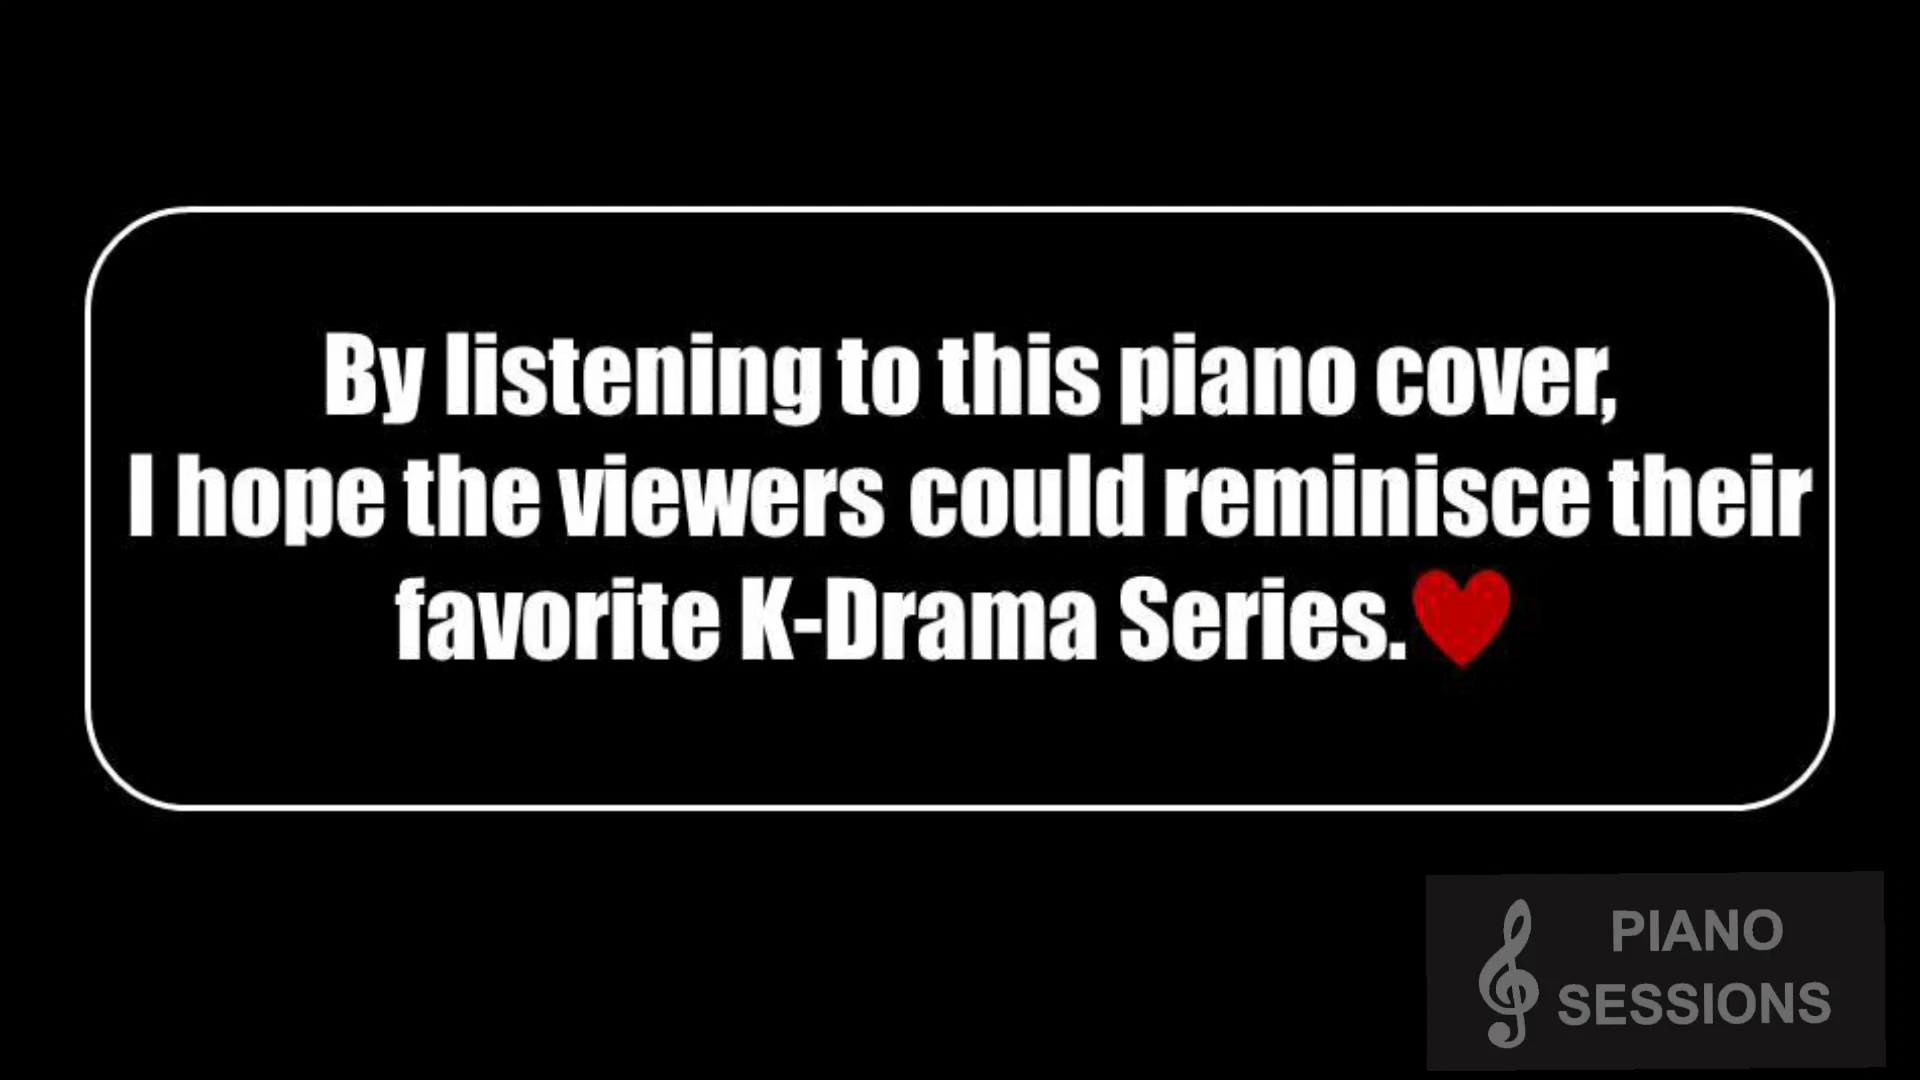 By listening to this piano cover,
I hope the viewers could reminisce their
favorite K-Drama Series.❤
PIANO
SESSIONS